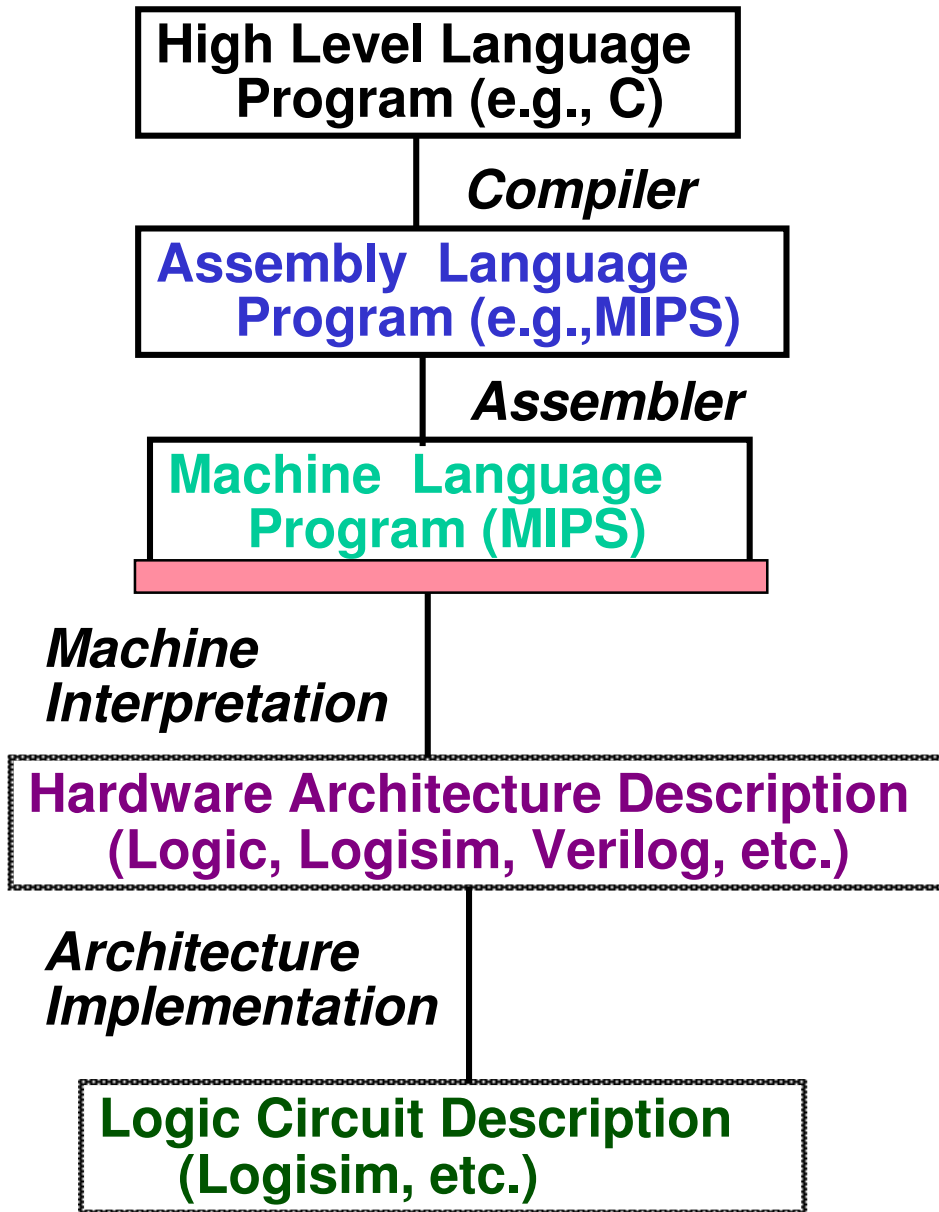 High Level Language
Program (e.g., C)
Compiler
Assembly Language
Program (e.g.,MIPS)
Assembler
Machine Language
Program (MIPS)
Machine
Interpretation
Hardware Architecture Description
(Logic, Logisim, Verilog, etc.)
Architecture
Implementation
Logic Circuit Description
(Logisim, etc.)